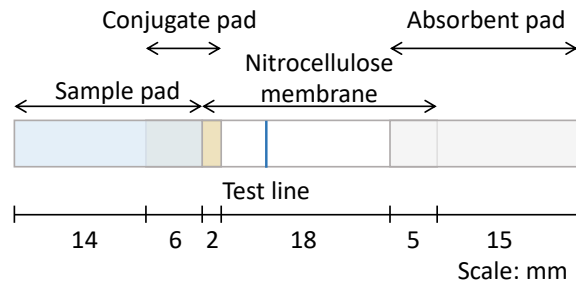 Conjugate pad
Absorbent pad
Nitrocellulose
membrane
Sample pad
Test line
14
6
2
18
5
15
Scale: mm